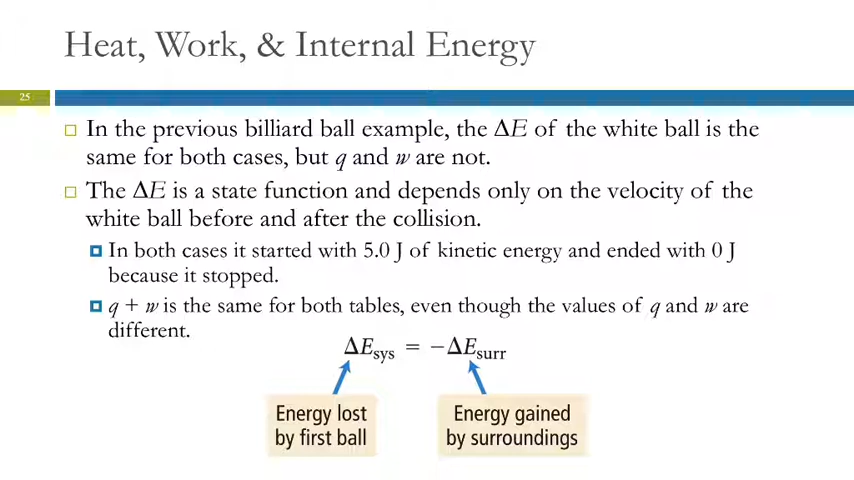 Heat, Work, & Internal Energy
25
In the previous billiard ball example, the ΔE of the white ball is the
same for both cases, but q and w are not.
The ΔE is a state function and depends only on the velocity of the
white ball before and after the collision.
In both cases it started with 5.0 J of kinetic energy and ended with 0 J
because it stopped.
q + w is the same for both tables, even though the values of q and w are
different.
ΔE_sys = −ΔE_surr
Energy lost
by first ball
Energy gained
by surroundings